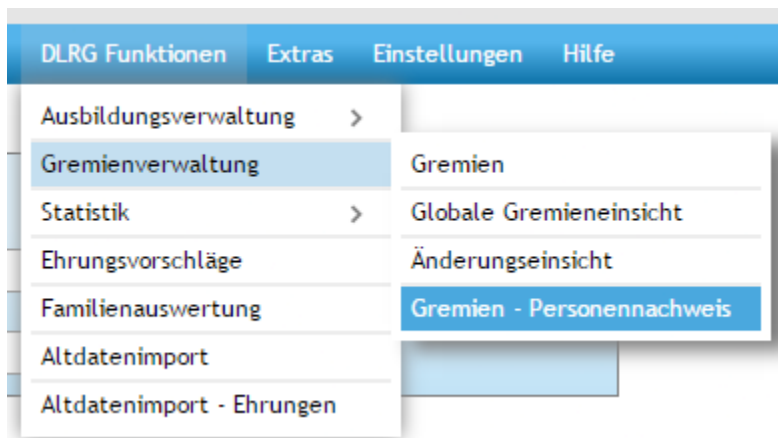 DLRG Funktionen Extras Einstellungen Hilfe
Ausbildungsverwaltung
Gremienverwaltung
Statistik
Ehrungsvorschläge
Familienauswertung
Altdatenimport
Altdatenimport - Ehrungen
Gremien
Globale Gremieneinsicht
Änderungseinsicht
Gremien - Personennachweis